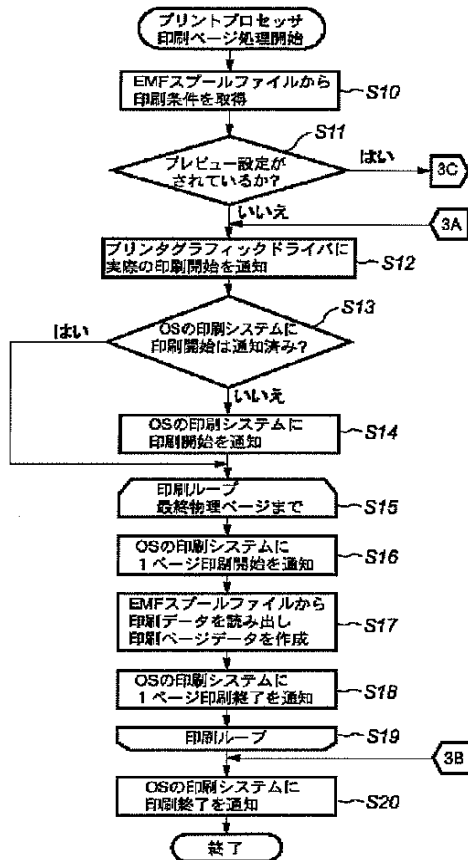 プリントプロセッサ
印刷ページ処理開始
EMFスプールファイルから
印刷条件を取得
S10
S11
プレビュー設定が
されているか?
はい
3C
いいえ
3A
プリンタグラフィックドライバに
実際の印刷開始を通知
S12
S13
はい
OSの印刷システムに
印刷開始は通知済み?
いいえ
OSの印刷システムに
印刷開始を通知
S14
印刷ループ
最終物理ページまで
S15
OSの印刷システムに
1ページ印刷開始を通知
S16
EMFスプールファイルから
印刷データを読み出し
印刷ページデータを作成
S17
OSの印刷システムに
1ページ印刷終了を通知
S18
印刷ループ
S19
3B
OSの印刷システムに
印刷終了を通知
S20
終了